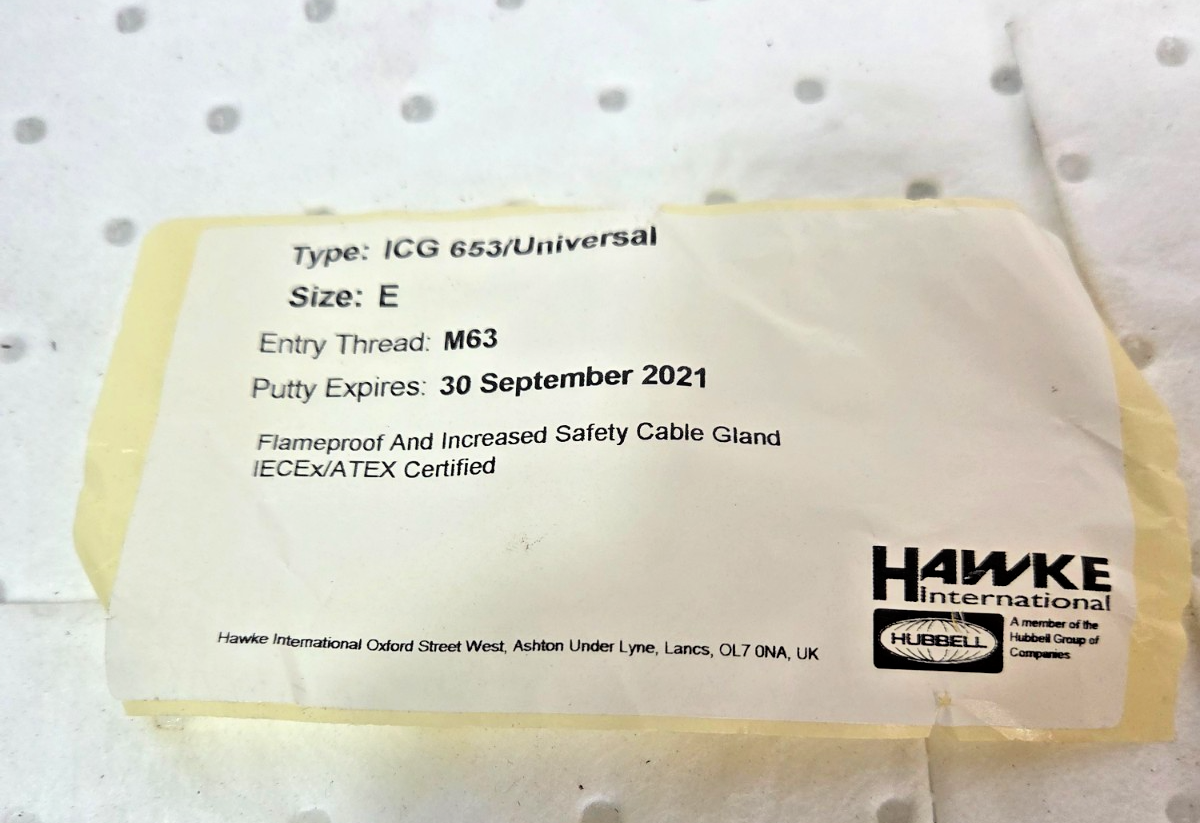 Type: ICG 653/Universal
Size: E
Entry Thread: M63
Putty Expires: 30 September 2021
Flameproof And Increased Safety Cable Gland
IECEx/ATEX Certified
HAWKE
International
HUBBELL
A member of the
Hubbell Group of
Companies
Hawke International Oxford Street West, Ashton Under Lyne, Lancs, OL7 0NA, UK